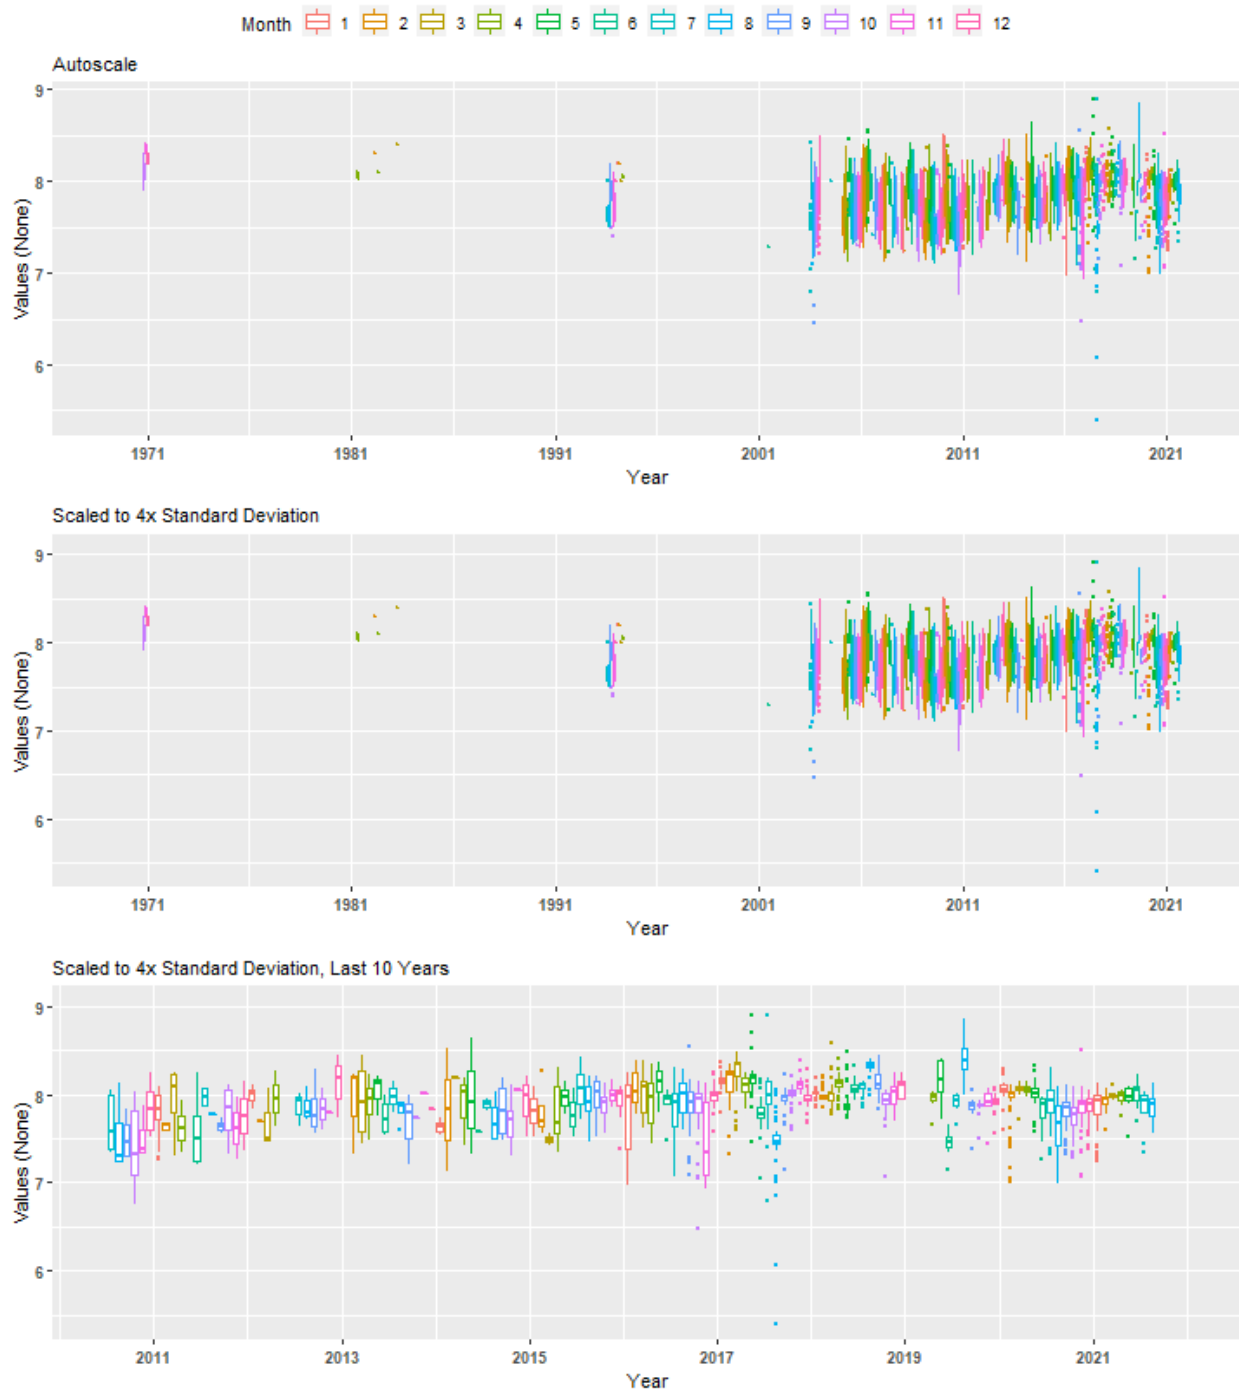 Month 1 2 3 4 5 6 7 8 9 10 11 12
Autoscale
Values (None)
9
8
7
6
1971 1981 1991 2001 2011 2021
Year
Scaled to 4x Standard Deviation
Values (None)
9
8
7
6
1971 1981 1991 2001 2011 2021
Year
Scaled to 4x Standard Deviation, Last 10 Years
Values (None)
9
8
7
6
2011 2013 2015 2017 2019 2021
Year